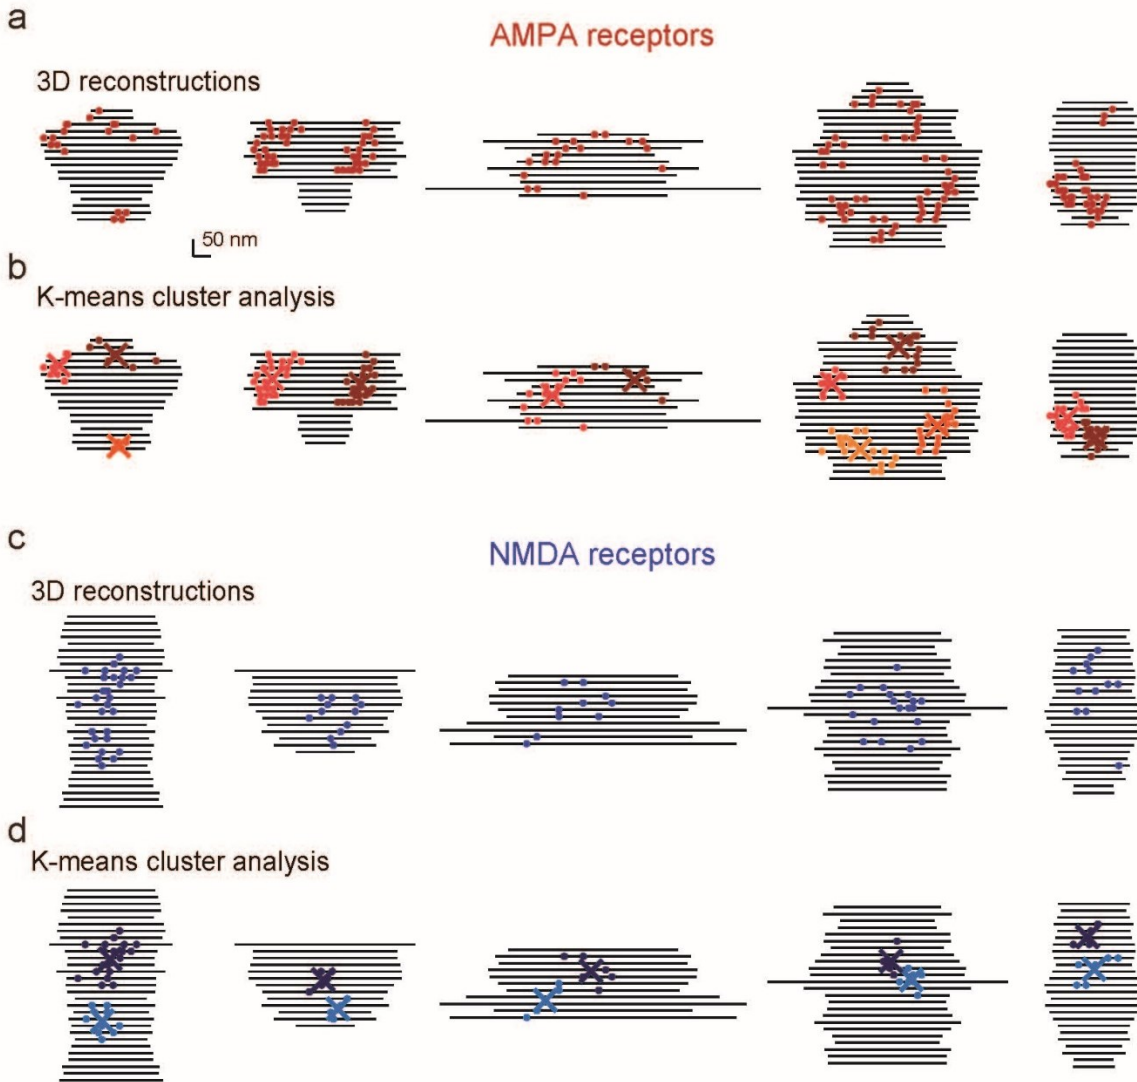 a
AMPA receptors
3D reconstructions
50 nm
b
K-means cluster analysis
c
NMDA receptors
3D reconstructions
d
K-means cluster analysis